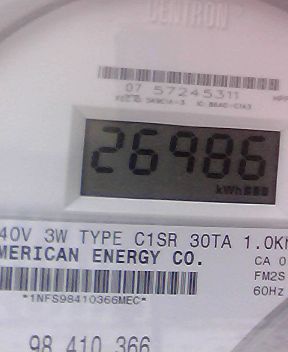 CENTRON
07 57245311
26986
kWh
40V 3W TYPE C1SR 30TA 1.0K
MERICAN ENERGY CO. CA 0
FM2S
*1NFS98410366MEC* 60Hz
98 410 366